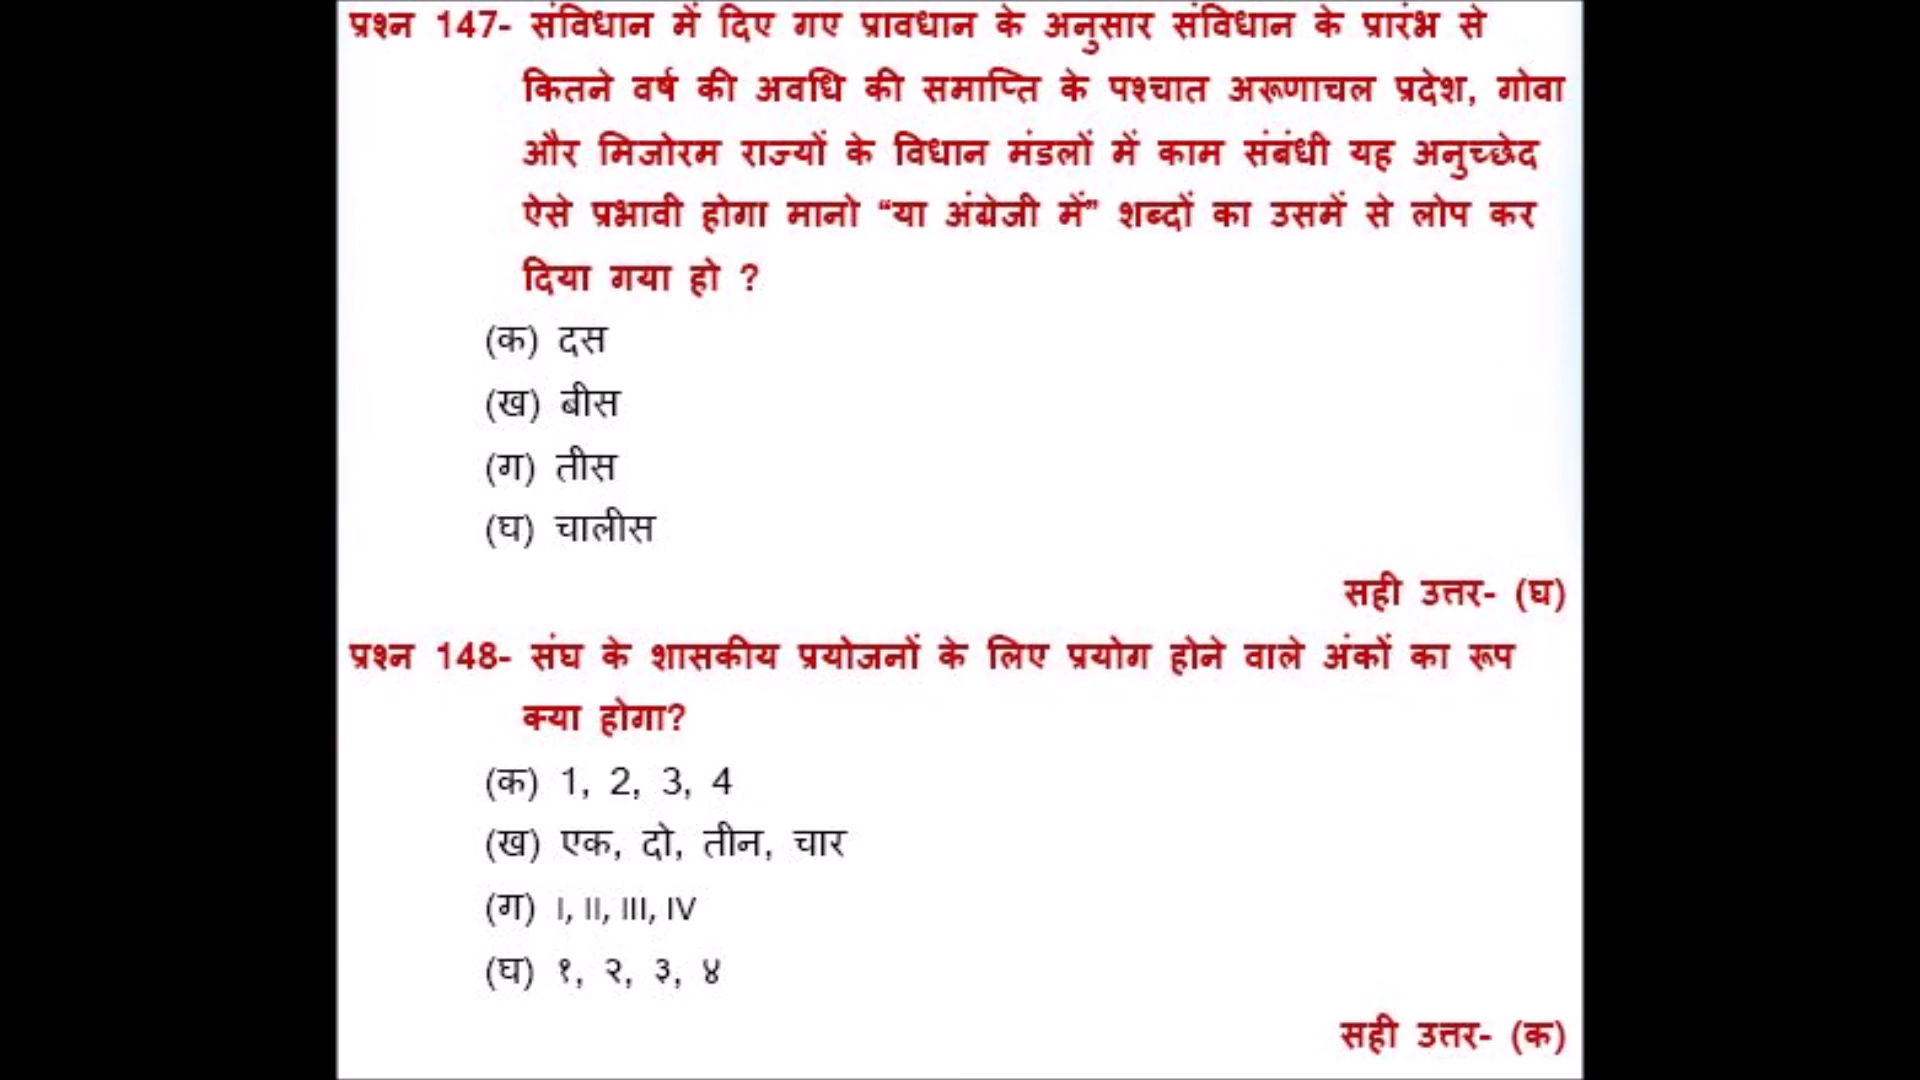 प्रश्न 147- संविधान में दिए गए प्रावधान के अनुसार संविधान के प्रारंभ से
कितने वर्ष की अवधि की समाप्ति के पश्चात अरूणाचल प्रदेश, गोवा
और मिजोरम राज्यों के विधान मंडलों में काम संबंधी यह अनुच्छेद
ऐसे प्रभावी होगा मानो “या अंग्रेजी में” शब्दों का उसमें से लोप कर
दिया गया हो ?
(क) दस
(ख) बीस
(ग) तीस
(घ) चालीस
सही उत्तर- (घ)
प्रश्न 148- संघ के शासकीय प्रयोजनों के लिए प्रयोग होने वाले अंकों का रूप
क्या होगा?
(क) 1, 2, 3, 4
(ख) एक, दो, तीन, चार
(ग) I, II, III, IV
(घ) १, २, ३, ४
सही उत्तर- (क)